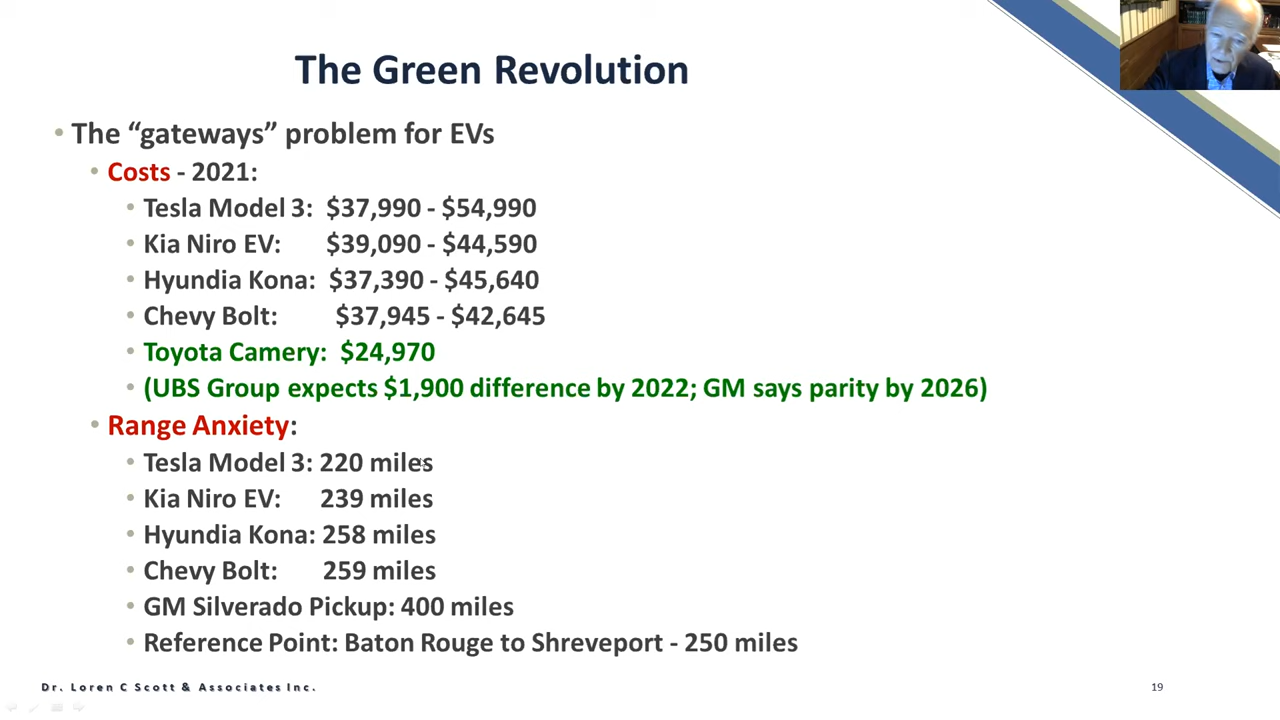 The Green Revolution
• The “gateways” problem for EVs
• Costs - 2021:
• Tesla Model 3: $37,990 - $54,990
• Kia Niro EV: $39,090 - $44,590
• Hyundia Kona: $37,390 - $45,640
• Chevy Bolt: $37,945 - $42,645
• Toyota Camery: $24,970
• (UBS Group expects $1,900 difference by 2022; GM says parity by 2026)
• Range Anxiety:
• Tesla Model 3: 220 miles
• Kia Niro EV: 239 miles
• Hyundia Kona: 258 miles
• Chevy Bolt: 259 miles
• GM Silverado Pickup: 400 miles
• Reference Point: Baton Rouge to Shreveport - 250 miles
Dr. Loren C Scott & Associates Inc.
19